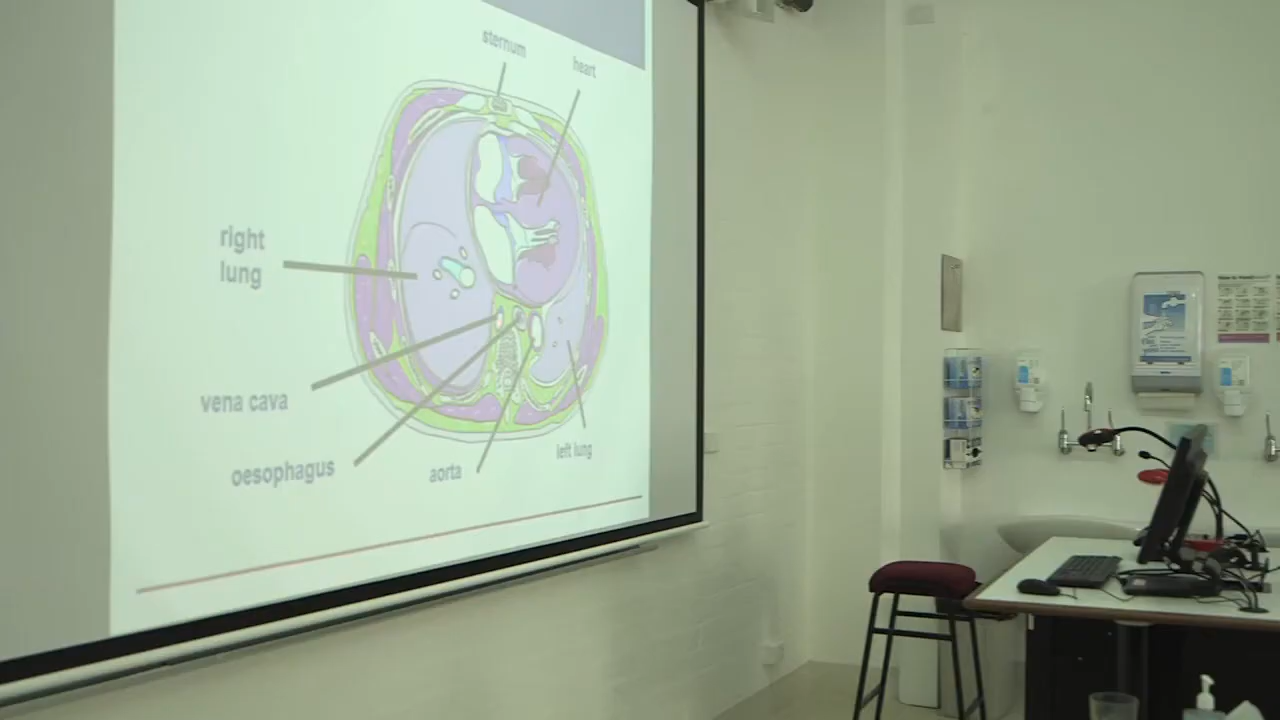 sternum
heart
right
lung
vena cava
oesophagus
aorta
left lung